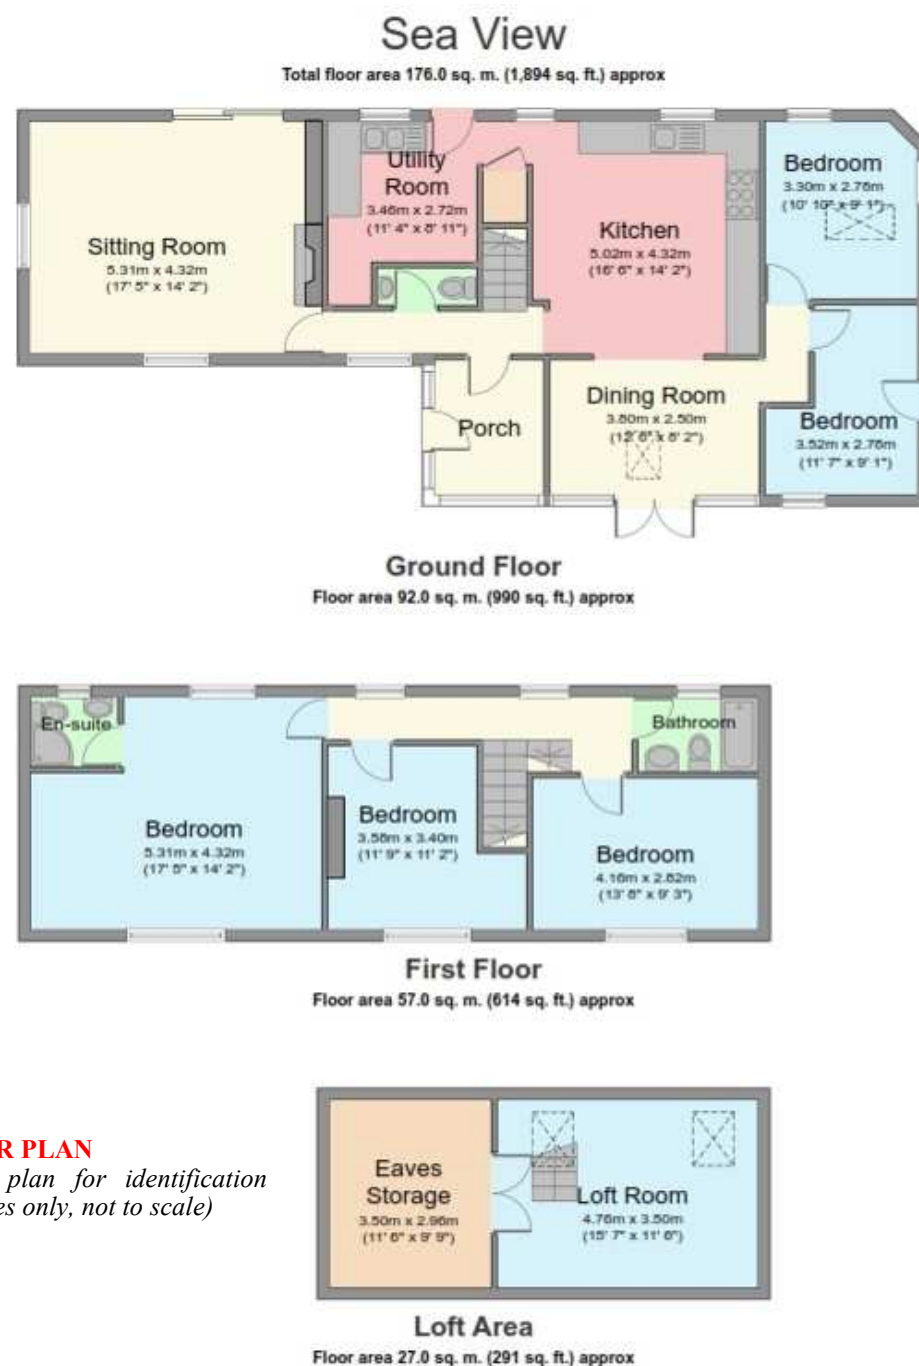 Sea View
Total floor area 176.0 sq. m. (1,894 sq. ft.) approx
Sitting Room
5.31m x 4.32m
(17' 5" x 14' 2")
Utility
Room
3.46m x 2.72m
(11' 4" x 8' 11")
Kitchen
5.02m x 4.32m
(16' 6" x 14' 2")
Bedroom
3.30m x 2.76m
(10' 10" x 9' 1")
Porch
Dining Room
3.80m x 2.50m
(12' 6" x 8' 2")
Bedroom
3.52m x 2.76m
(11' 7" x 9' 1")
Ground Floor
Floor area 92.0 sq. m. (990 sq. ft.) approx
En-suite
Bathroom
Bedroom
5.31m x 4.32m
(17' 5" x 14' 2")
Bedroom
3.58m x 3.40m
(11' 9" x 11' 2")
Bedroom
4.16m x 2.82m
(13' 8" x 9' 3")
First Floor
Floor area 57.0 sq. m. (614 sq. ft.) approx
R PLAN
plan for identification
es only, not to scale)
Eaves
Storage
3.50m x 2.96m
(11' 6" x 9' 9")
Loft Room
4.76m x 3.50m
(15' 7" x 11' 6")
Loft Area
Floor area 27.0 sq. m. (291 sq. ft.) approx